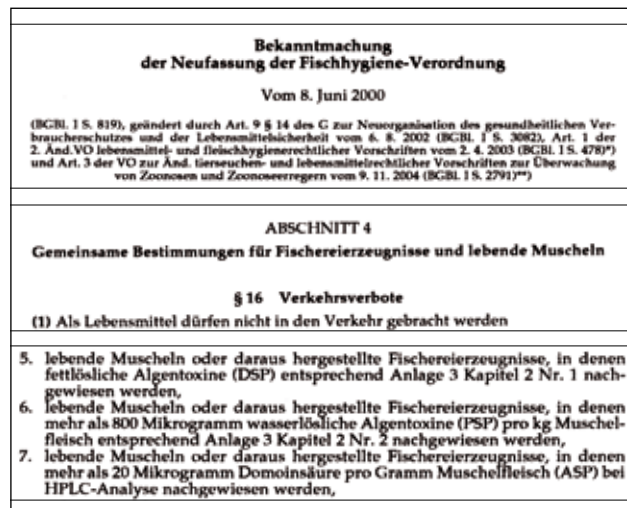 Bekanntmachung
der Neufassung der Fischhygiene-Verordnung
Vom 8. Juni 2000
(BGBl. I S. 819), geändert durch Art. 9 § 14 des G zur Neuorganisation des gesundheitlichen Ver-
braucherschutzes und der Lebensmittelsicherheit vom 6. 8. 2002 (BGBl. I S. 3082), Art. 1 der
2. Änd.VO lebensmittel- und fleischhygienerechtlicher Vorschriften vom 2. 4. 2003 (BGBl. I S. 478)*)
und Art. 3 der VO zur Änd. tierseuchen- und lebensmittelrechtlicher Vorschriften zur Überwachung
von Zoonosen und Zoonoseerregern vom 9. 11. 2004 (BGBl. I S. 2791)**)
ABSCHNITT 4
Gemeinsame Bestimmungen für Fischereierzeugnisse und lebende Muscheln
§ 16 Verkehrsverbote
(1) Als Lebensmittel dürfen nicht in den Verkehr gebracht werden
5. lebende Muscheln oder daraus hergestellte Fischereierzeugnisse, in denen
fettlösliche Algentoxine (DSP) entsprechend Anlage 3 Kapitel 2 Nr. 1 nach-
gewiesen werden,
6. lebende Muscheln oder daraus hergestellte Fischereierzeugnisse, in denen
mehr als 800 Mikrogramm wasserlösliche Algentoxine (PSP) pro kg Muschel-
fleisch entsprechend Anlage 3 Kapitel 2 Nr. 2 nachgewiesen werden,
7. lebende Muscheln oder daraus hergestellte Fischereierzeugnisse, in denen
mehr als 20 Mikrogramm Domoinsäure pro Gramm Muschelfleisch (ASP) bei
HPLC-Analyse nachgewiesen werden,